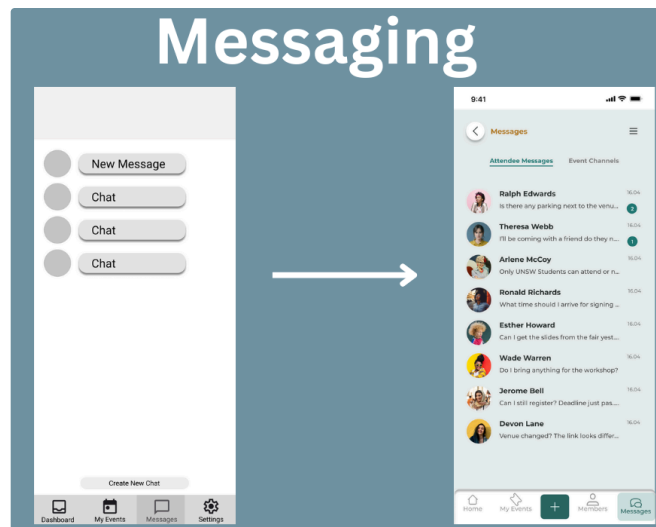 Messaging
New Message
Chat
Chat
Chat
Create New Chat
Dashboard My Events Messages Settings
9:41
Messages
Attendee Messages Event Channels
Ralph Edwards 16.04
Is there any parking next to the venu... 2
Theresa Webb 16.04
I'll be coming with a friend do they n... 1
Arlene McCoy 16.04
Only UNSW Students can attend or n...
Ronald Richards 16.04
What time should I arrive for signing ...
Esther Howard 16.04
Can I get the slides from the fair yest...
Wade Warren 16.04
Do I bring anything for the workshop?
Jerome Bell 16.04
Can I still register? Deadline just pas....
Devon Lane 16.04
Venue changed? The link looks differ...
Home My Events + Members Messages